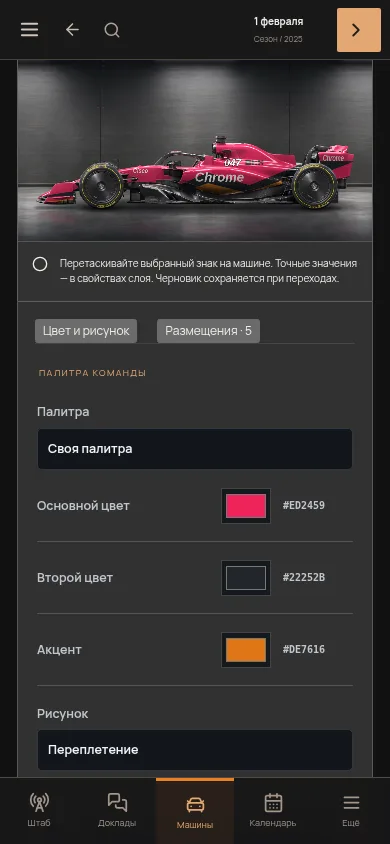 1 февраля
Сезон / 2025
047
Cisco
Chrome
Chrome
Перетаскивайте выбранный знак на машине. Точные значения
— в свойствах слоя. Черновик сохраняется при переходах.
Цвет и рисунок
Размещения · 5
ПАЛИТРА КОМАНДЫ
Палитра
Своя палитра
Основной цвет
#ED2459
Второй цвет
#22252B
Акцент
#DE7616
Рисунок
Переплетение
Штаб
Доклады
Машины
Календарь
Ещё